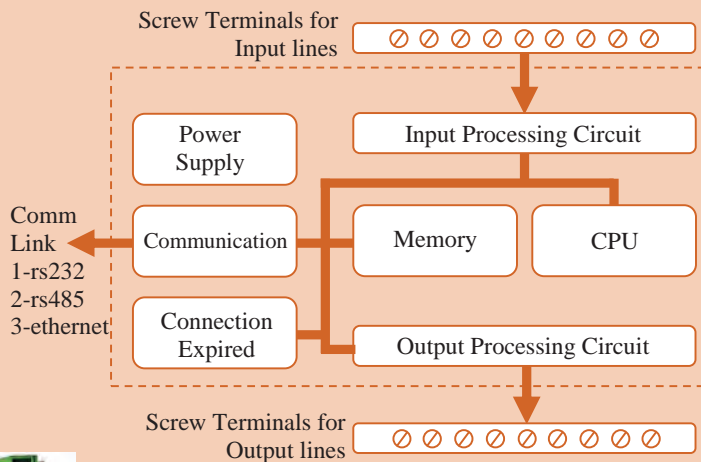 Screw Terminals for
Input lines
Power
Supply
Input Processing Circuit
Comm
Link
1-rs232
2-rs485
3-ethernet
Communication
Memory
CPU
Connection
Expired
Output Processing Circuit
Screw Terminals for
Output lines